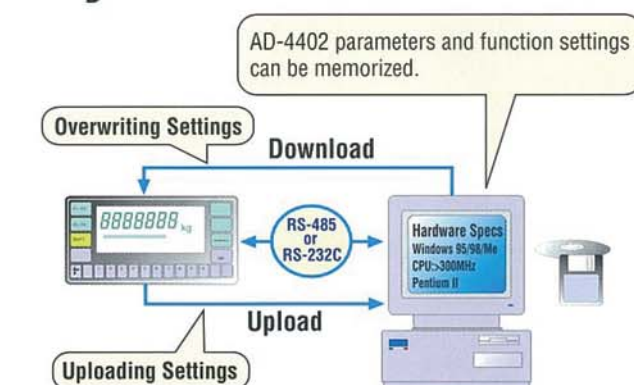 AD-4402 parameters and function settings
can be memorized.
Overwriting Settings
Download
8888888 kg
RS-485
or
RS-232C
Hardware Specs
Windows 95/98/Me
CPU:>300MHz
Pentium II
Upload
Uploading Settings